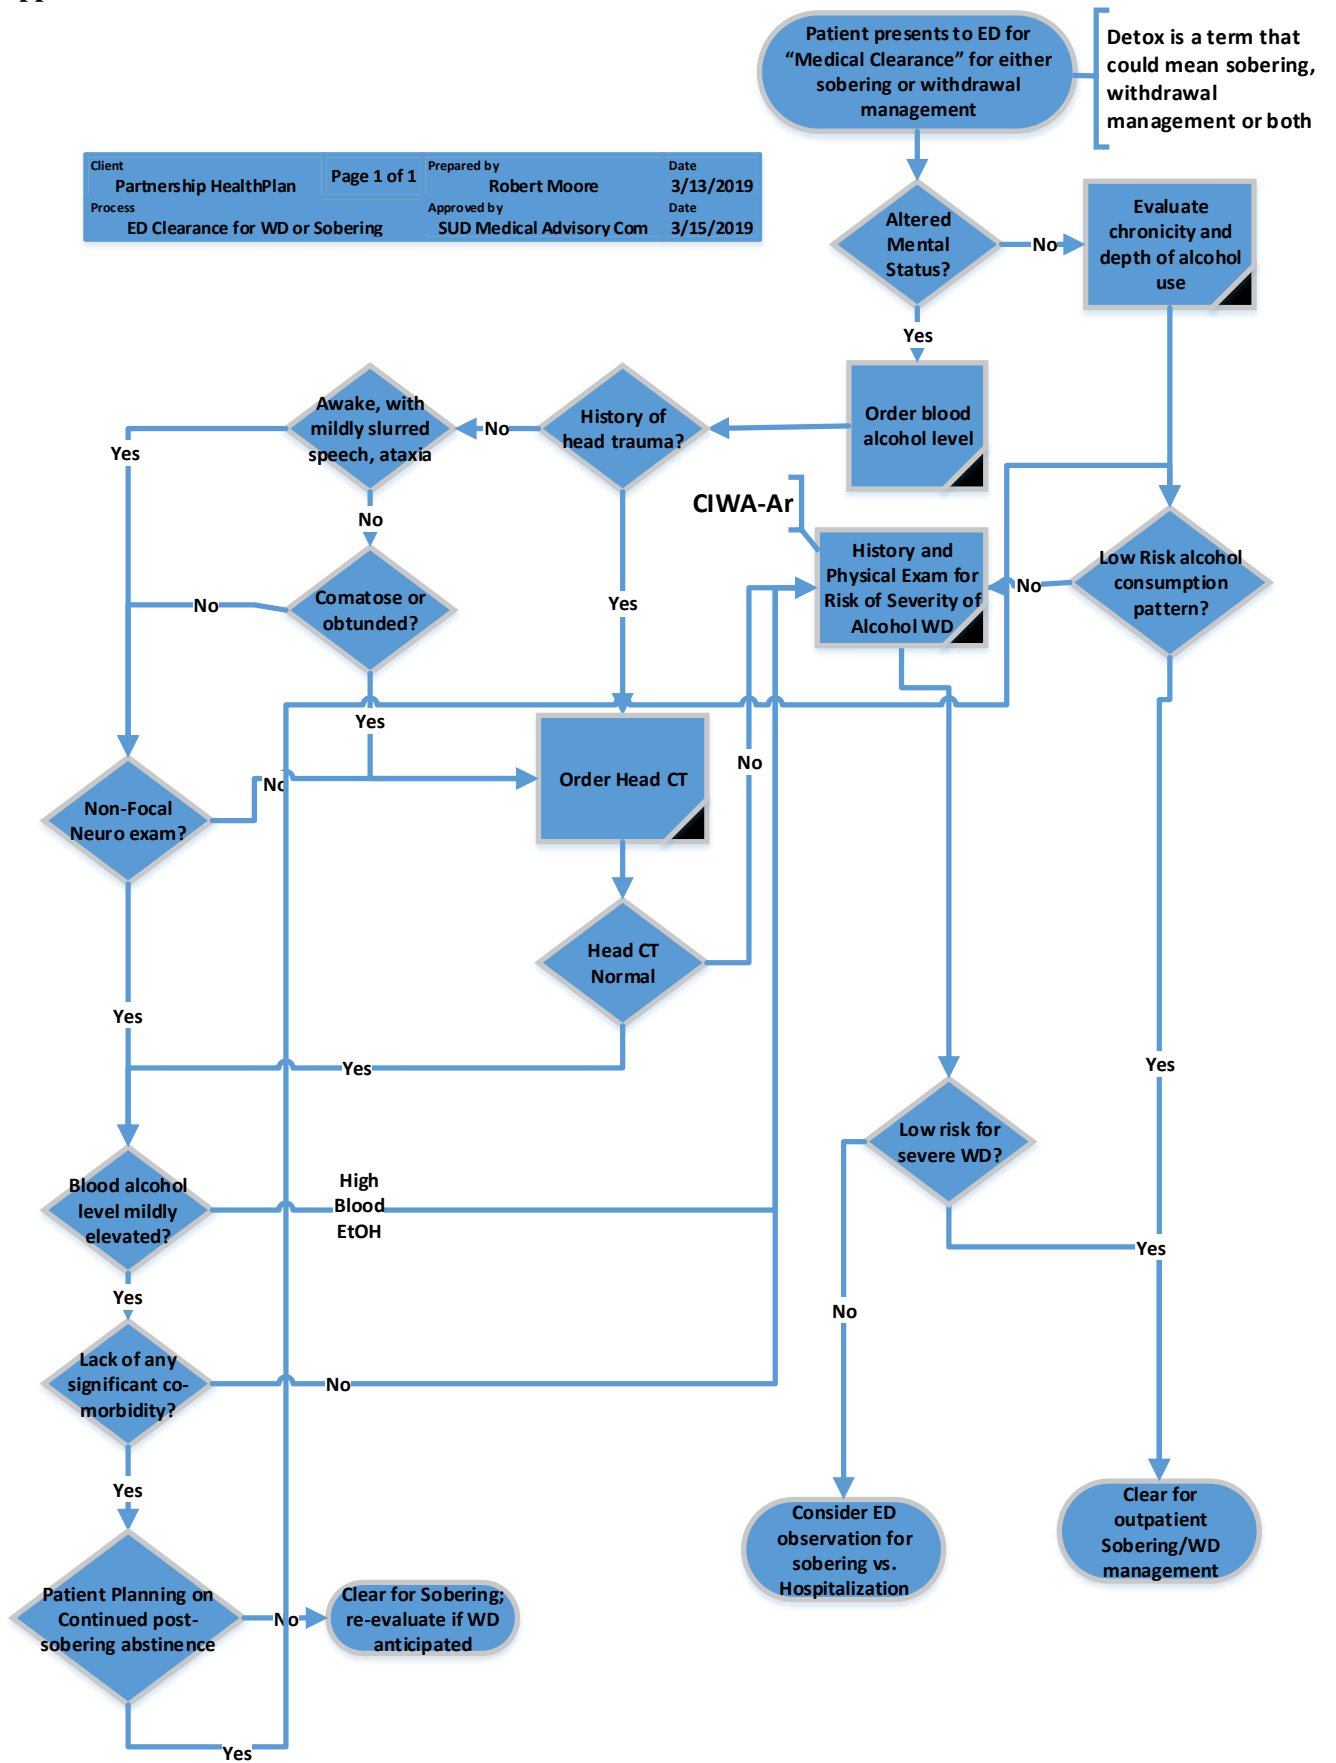 Patient presents to ED for
“Medical Clearance” for either
sobering or withdrawal
management
Detox is a term that
could mean sobering,
withdrawal
management or both
Client
Partnership HealthPlan
Page 1 of 1
Prepared by
Robert Moore
Date
3/13/2019
Process
ED Clearance for WD or Sobering
Approved by
SUD Medical Advisory Com
Date
3/15/2019
Altered
Mental
Status?
No
Evaluate
chronicity and
depth of alcohol
use
Yes
Order blood
alcohol level
History of
head trauma?
No
Awake, with
mildly slurred
speech, ataxia
Yes
No
CIWA-Ar
History and
Physical Exam for
Risk of Severity of
Alcohol WD
No
Low Risk alcohol
consumption
pattern?
Comatose or
obtunded?
No
Yes
Yes
Order Head CT
No
Non-Focal
Neuro exam?
No
Head CT
Normal
Yes
Yes
Yes
Low risk for
severe WD?
Blood alcohol
level mildly
elevated?
High
Blood
EtOH
Yes
Yes
No
Lack of any
significant co-
morbidity?
No
Yes
Consider ED
observation for
sobering vs.
Hospitalization
Clear for
outpatient
Sobering/WD
management
Patient Planning on
Continued post-
sobering abstinence
No
Clear for Sobering;
re-evaluate if WD
anticipated
Yes